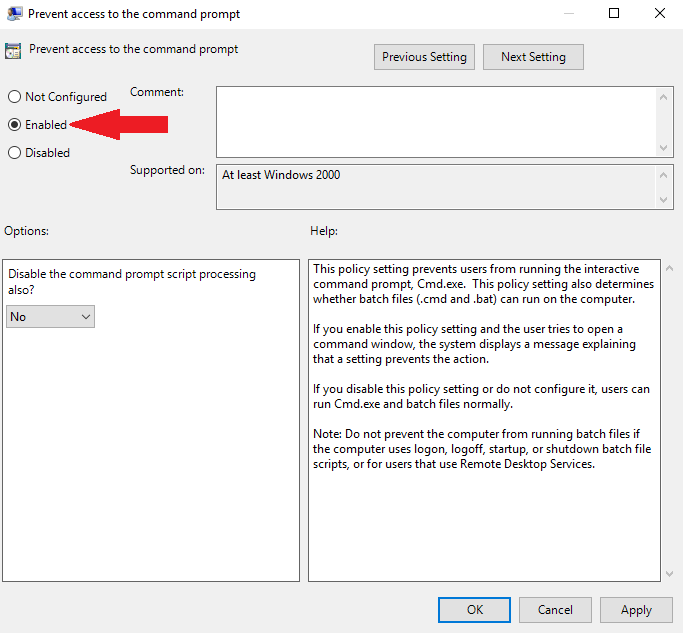 Prevent access to the command prompt
Prevent access to the command prompt
Previous Setting
Next Setting
Not Configured
Comment:
Enabled
Disabled
Supported on:
At least Windows 2000
Options:
Help:
Disable the command prompt script processing
also?
No
This policy setting prevents users from running the interactive
command prompt, Cmd.exe.  This policy setting also determines
whether batch files (.cmd and .bat) can run on the computer.
If you enable this policy setting and the user tries to open a
command window, the system displays a message explaining
that a setting prevents the action.
If you disable this policy setting or do not configure it, users can
run Cmd.exe and batch files normally.
Note: Do not prevent the computer from running batch files if
the computer uses logon, logoff, startup, or shutdown batch file
scripts, or for users that use Remote Desktop Services.
OK
Cancel
Apply